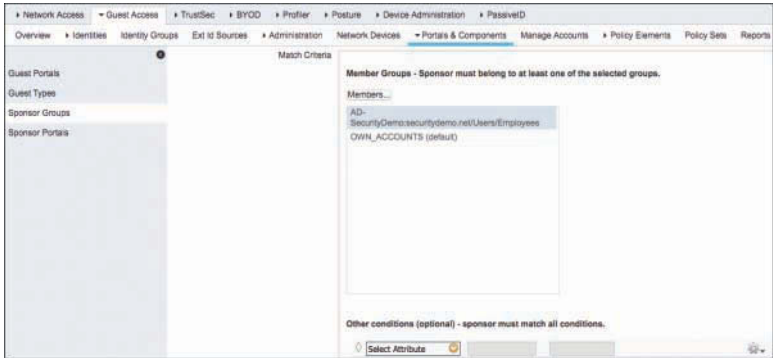 Network Access Guest Access TrustSec BYOD Profiler Posture Device Administration PassiveID
Overview Identities Identity Groups Ext Id Sources Administration Network Devices Portals & Components Manage Accounts Policy Elements Policy Sets Reports
Match Criteria
Guest Portals
Guest Types
Sponsor Groups
Sponsor Portals
Member Groups - Sponsor must belong to at least one of the selected groups.
Members...
AD-
SecurityDemo:securitydemo.net/Users/Employees
OWN_ACCOUNTS (default)
Other conditions (optional) - sponsor must match all conditions.
Select Attribute